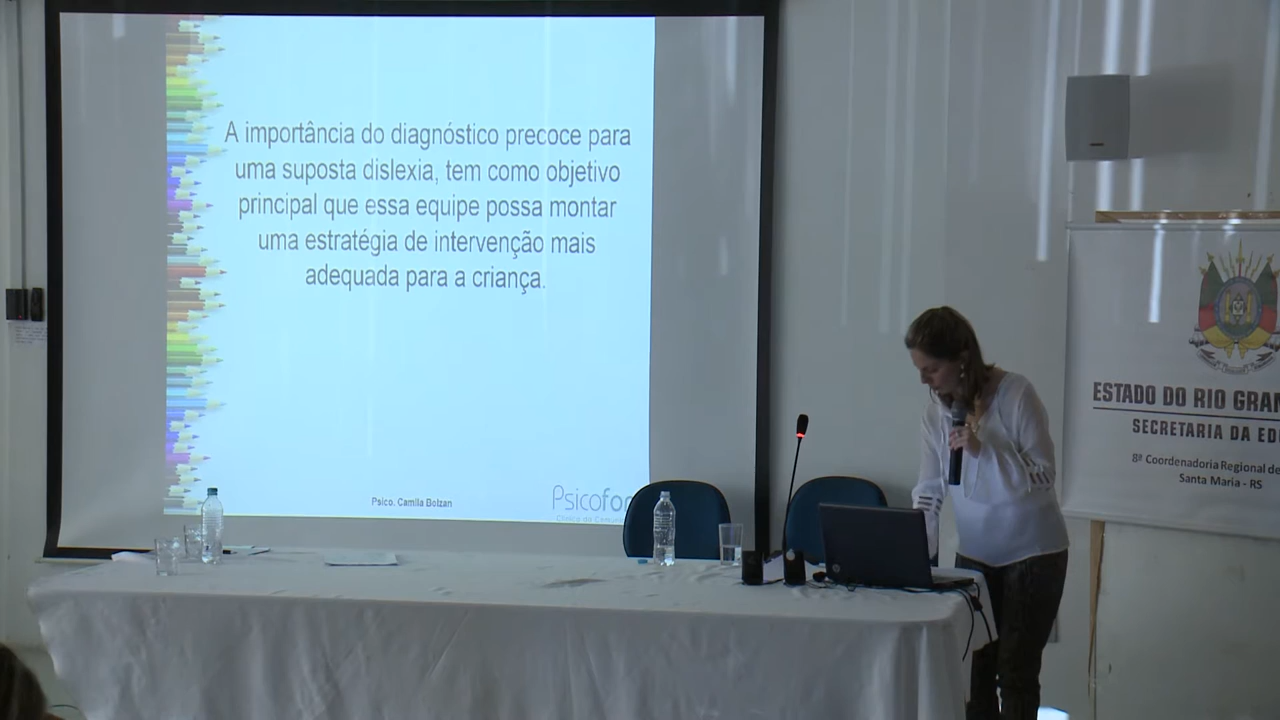 A importância do diagnóstico precoce para
uma suposta dislexia, tem como objetivo
principal que essa equipe possa montar
uma estratégia de intervenção mais
adequada para a criança.
Psico. Camila Bolzan
Psicofor
ESTADO DO RIO GRAN
SECRETARIA DA ED
8ª Coordenadoria Regional de
Santa Maria - RS